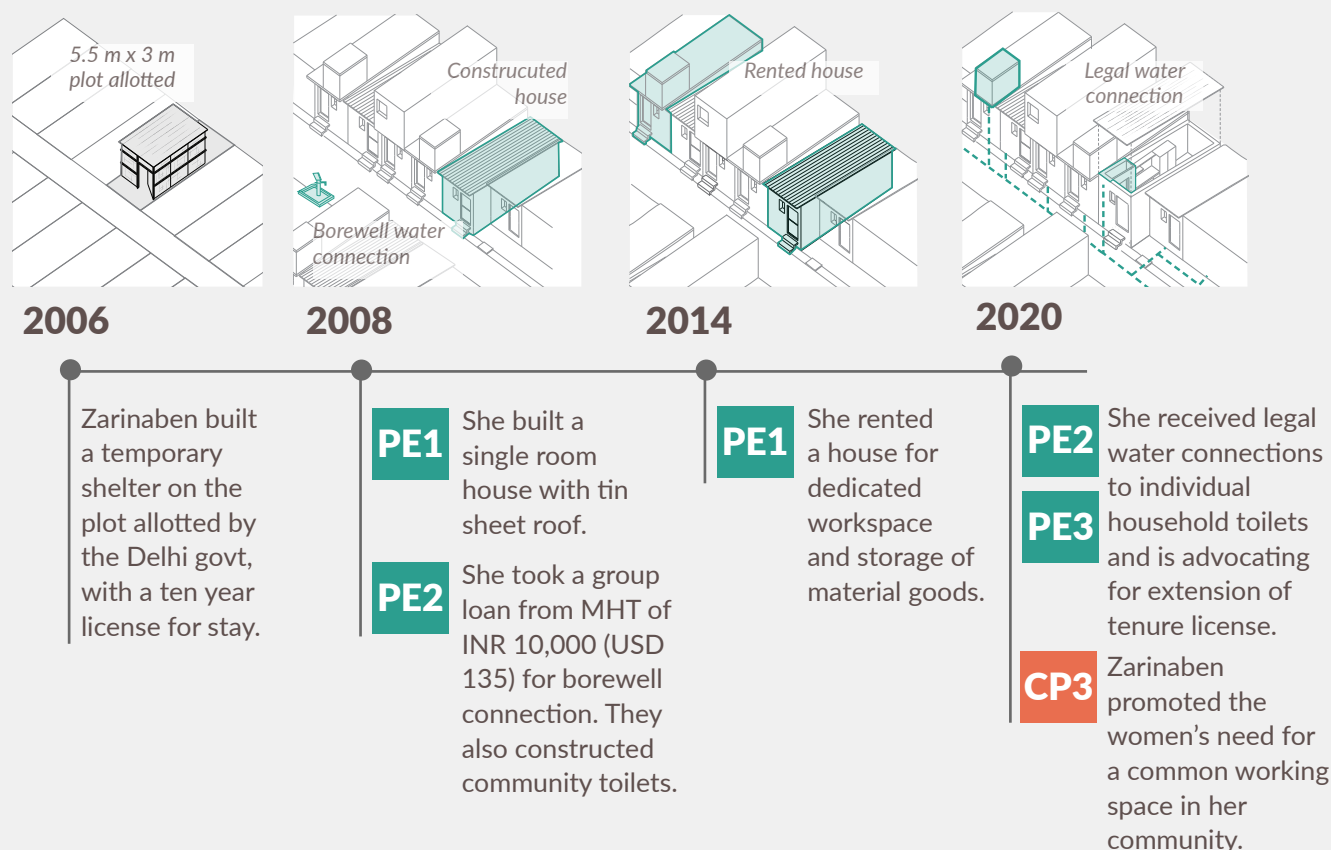 5.5 m x 3 m
plot allotted
Construcuted
house
Borewell water
connection
Rented house
Legal water
connection
2006
2008
2014
2020
Zarinaben built
a temporary
shelter on the
plot allotted by
the Delhi govt,
with a ten year
license for stay.
PE1
She built a
single room
house with tin
sheet roof.
PE2
She took a group
loan from MHT of
INR 10,000 (USD
135) for borewell
connection. They
also constructed
community toilets.
PE1
She rented
a house for
dedicated
workspace
and storage of
material goods.
PE2
PE3
She received legal
water connections
to individual
household toilets
and is advocating
for extension of
tenure license.
CP3
Zarinaben
promoted the
women's need for
a common working
space in her
community.